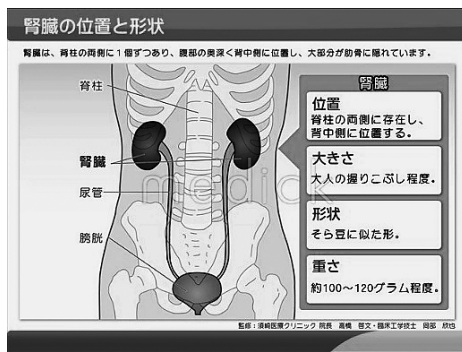 腎臓の位置と形状
腎臓は、脊柱の両側に1個ずつあり、腹部の奥深く背中側に位置し、大部分が肋骨に隠れています。
脊柱
腎臓
尿管
膀胱
medick
腎臓
位置
脊柱の両側に存在し、
背中側に位置する。
大きさ
大人の握りこぶし程度。
形状
そら豆に似た形。
重さ
約100～120グラム程度。
監修：須崎医療クリニック 院長 高橋 啓文・臨床工学技士 岡部 欣也